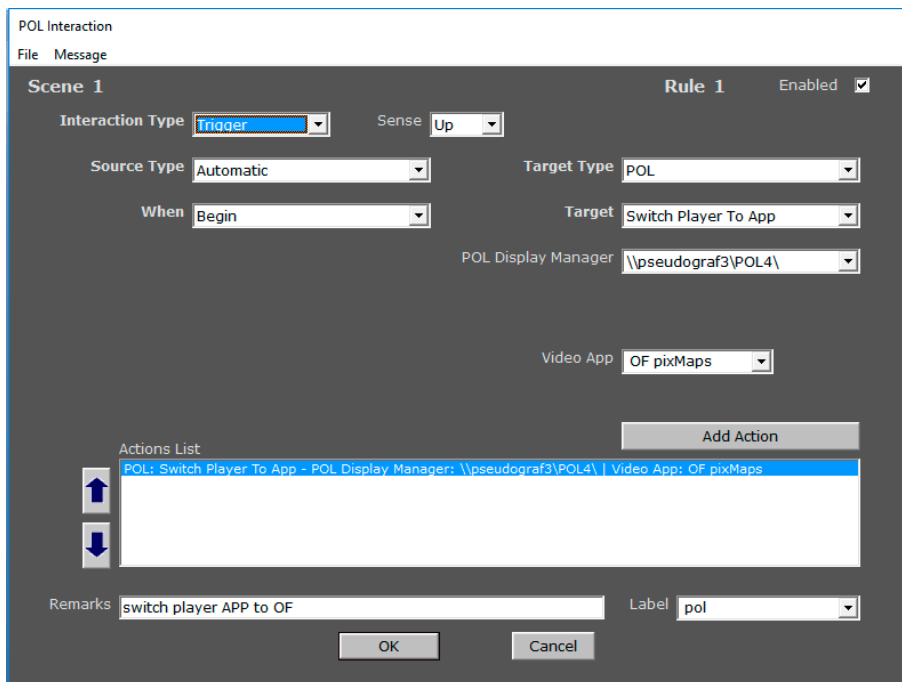 POL Interaction
File Message
Scene 1 Rule 1 Enabled
Interaction Type Trigger Sense Up
Source Type Automatic Target Type POL
When Begin Target Switch Player To App
POL Display Manager \\pseudograf3\POL4\
Video App OF pixMaps
Add Action
Actions List
POL: Switch Player To App - POL Display Manager: \\pseudograf3\POL4\ | Video App: OF pixMaps
Remarks switch player APP to OF Label pol
OK Cancel